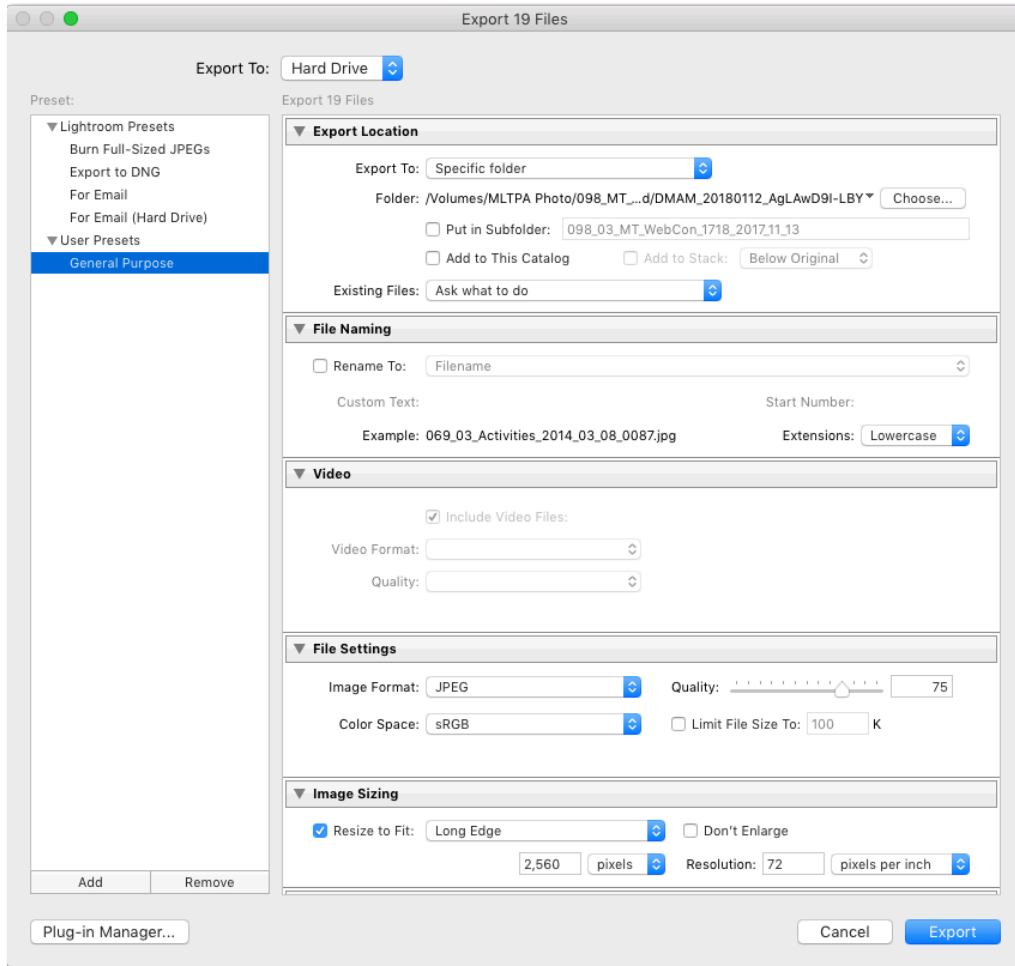 Export 19 Files
Export To: Hard Drive
Preset:
Lightroom Presets
Burn Full-Sized JPEGs
Export to DNG
For Email
For Email (Hard Drive)
User Presets
General Purpose
Add Remove
Export 19 Files
Export Location
Export To: Specific folder
Folder: /Volumes/MLTPA Photo/098_MT_...d/DMAM_20180112_AgLAwD9I-LBY Choose...
Put in Subfolder: 098_03_MT_WebCon_1718_2017_11_13
Add to This Catalog Add to Stack: Below Original
Existing Files: Ask what to do
File Naming
Rename To: Filename
Custom Text: Start Number:
Example: 069_03_Activities_2014_03_08_0087.jpg Extensions: Lowercase
Video
Include Video Files:
Video Format:
Quality:
File Settings
Image Format: JPEG Quality: 75
Color Space: sRGB Limit File Size To: 100 K
Image Sizing
Resize to Fit: Long Edge Don't Enlarge
2,560 pixels Resolution: 72 pixels per inch
Plug-in Manager... Cancel Export